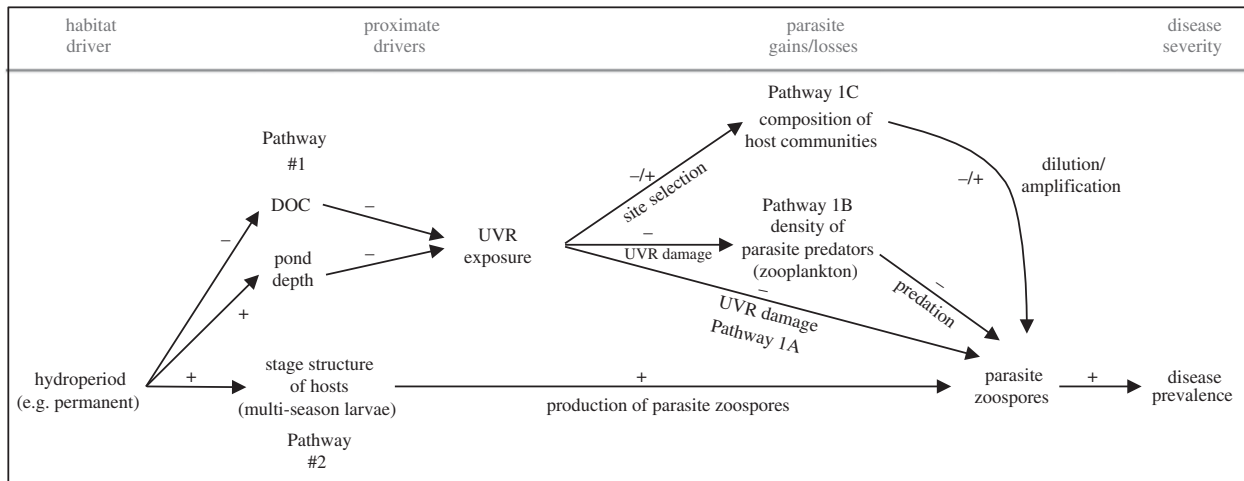 habitat
driver
proximate
drivers
parasite
gains/losses
disease
severity
Pathway
#1
DOC
–
–
pond
depth
–
+
UVR
exposure
Pathway 1C
composition of
host communities
–/+
site selection
–/+
dilution/
amplification
Pathway 1B
density of
parasite predators
(zooplankton)
–
UVR damage
–
predation
–
UVR damage
Pathway 1A
hydroperiod
(e.g. permanent)
+
stage structure
of hosts
(multi-season larvae)
+
production of parasite zoospores
parasite
zoospores
+
disease
prevalence
Pathway
#2